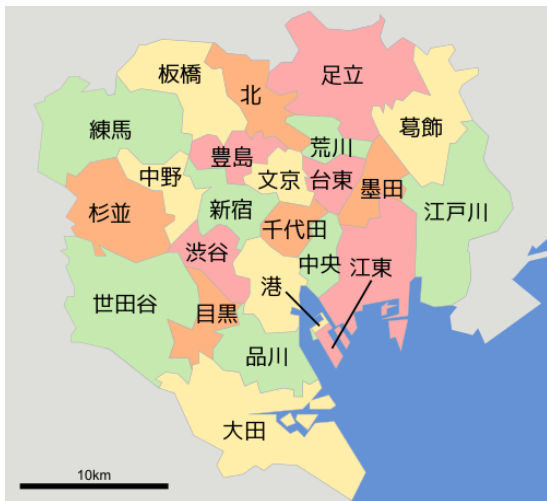 板橋
北
足立
練馬
荒川
葛飾
豊島
中野
文京
台東
墨田
杉並
新宿
江戸川
千代田
渋谷
中央
江東
港
世田谷
目黒
品川
大田
10km